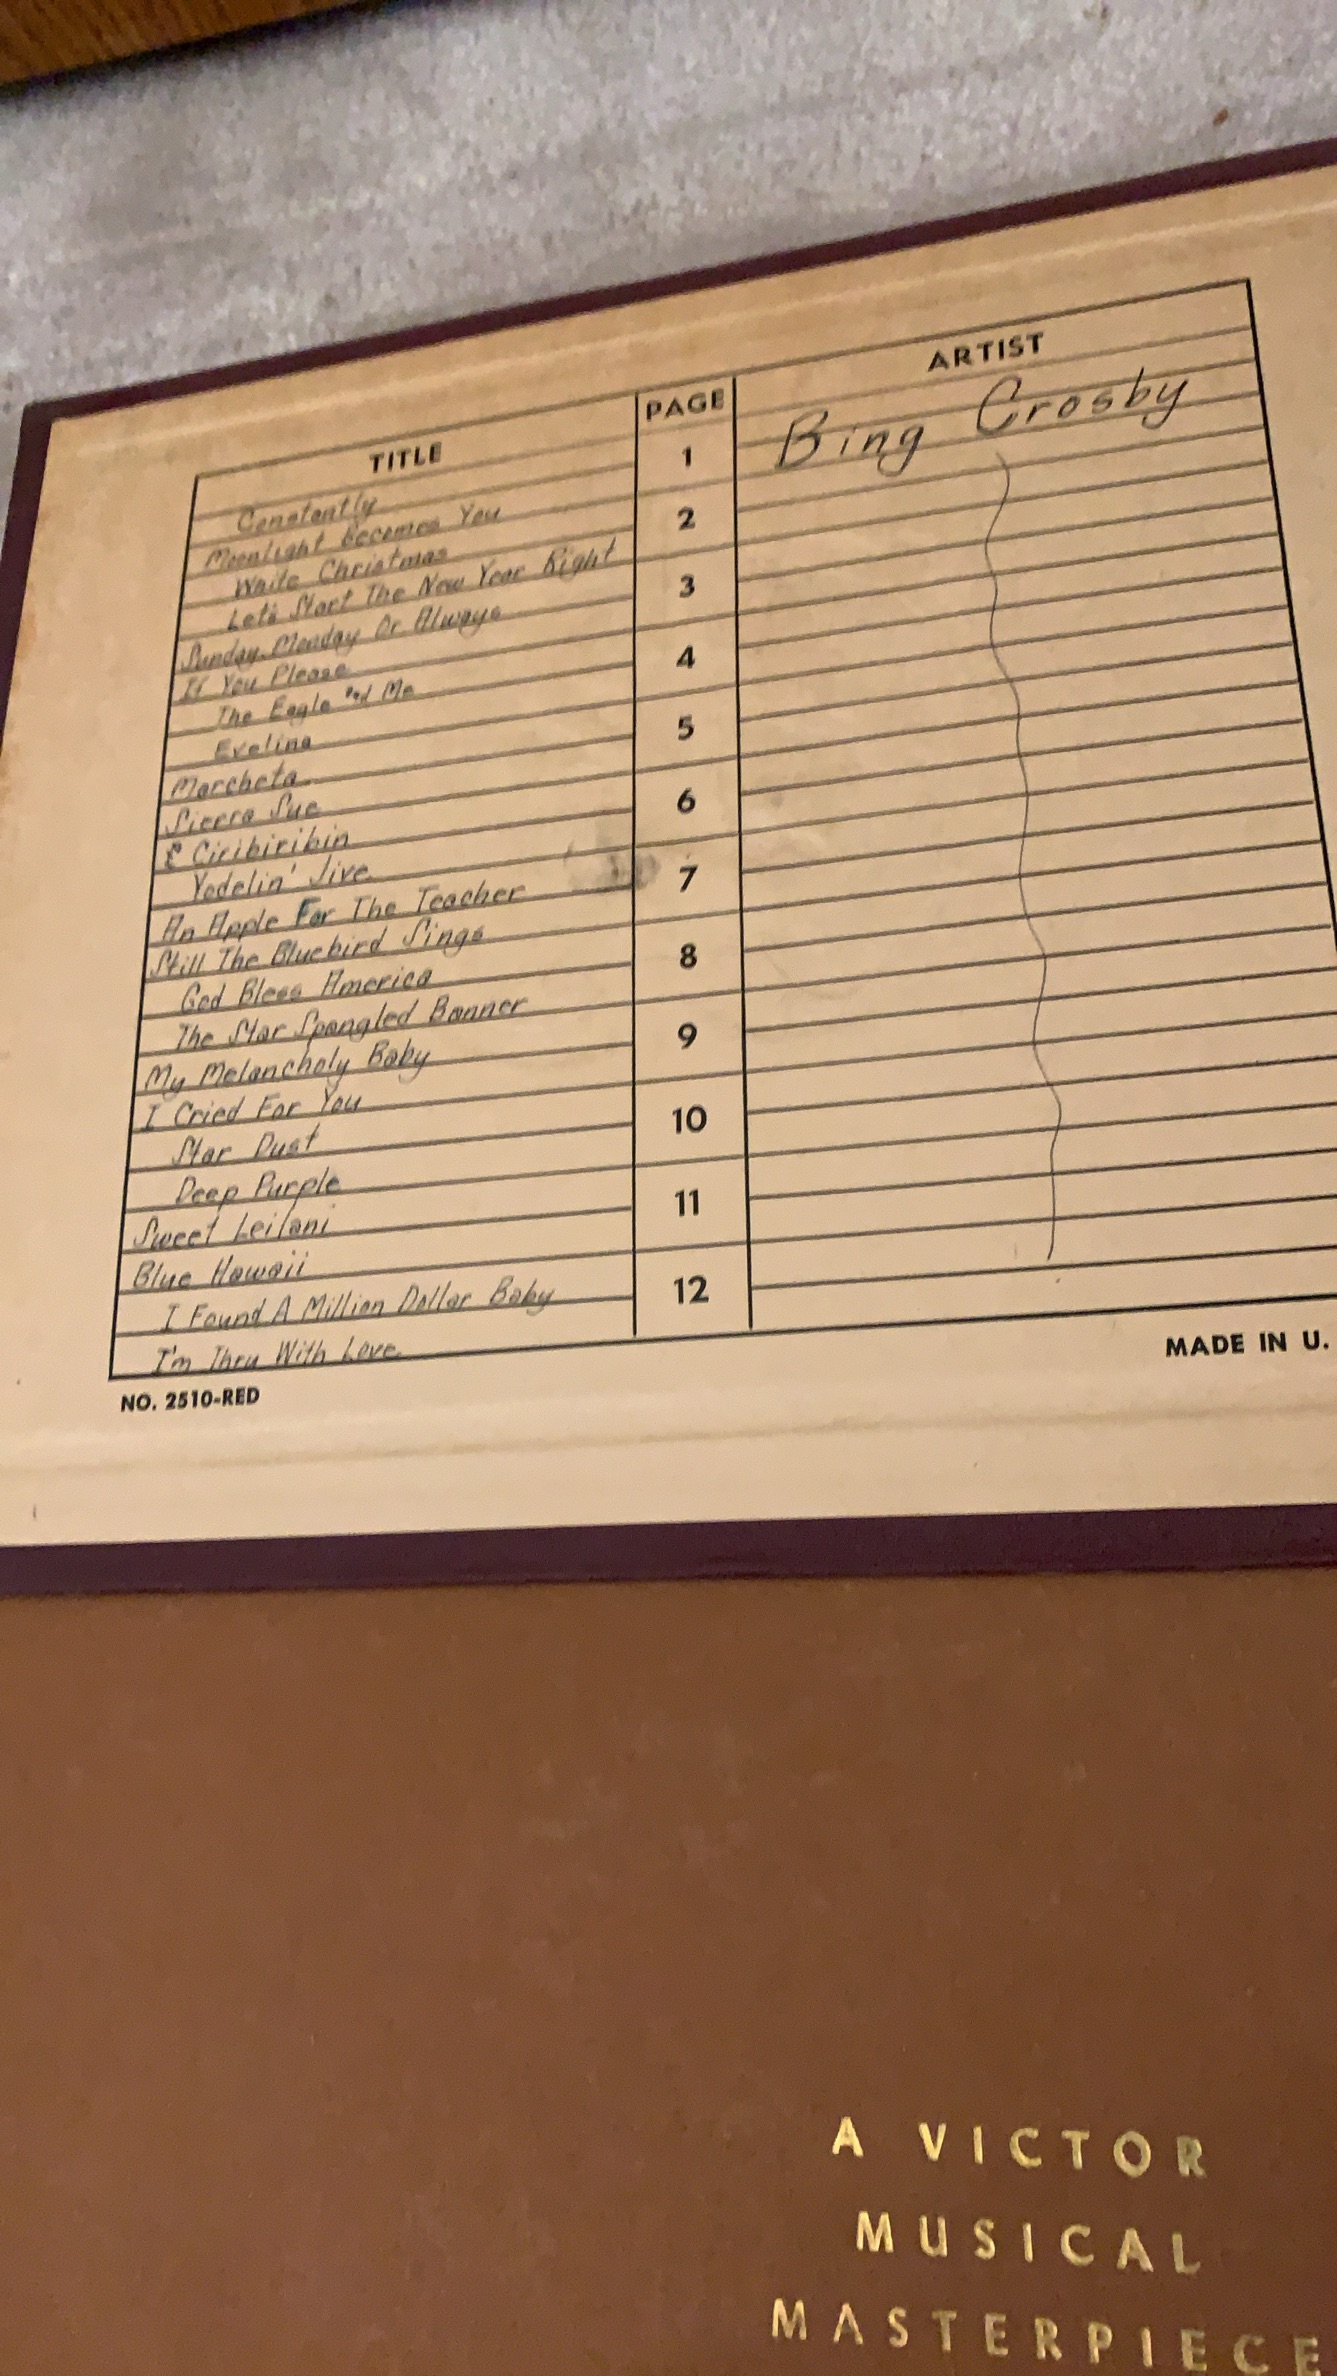 TITLE PAGE ARTIST
Constantly 1 Bing Crosby
Moonlight Becomes You
White Christmas 2
Let's Start The New Year Right
Sunday, Monday Or Always 3
If You Please
The Eagle and Me 4
Evelina
Marcheta 5
Sierra Sue
& Ciribiribin 6
Yodelin' Jive
An Apple For The Teacher 7
Still The Bluebird Sings
God Bless America 8
The Star Spangled Banner
My Melancholy Baby 9
I Cried For You
Star Dust 10
Deep Purple
Sweet Leilani 11
Blue Hawaii
I Found A Million Dollar Baby 12
I'm Thru With Love
NO. 2510-RED MADE IN U.
A VICTOR
MUSICAL
MASTERPIECE